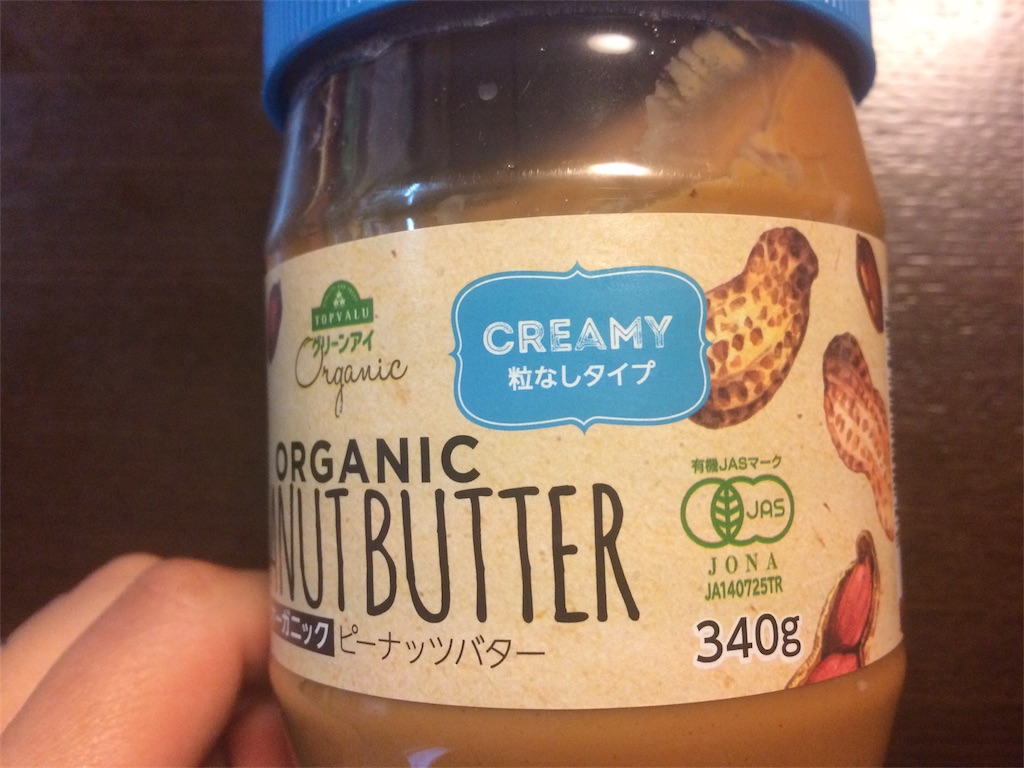 TOPVALU
グリーンアイ
Organic
CREAMY
粒なしタイプ
ORGANIC
NUTBUTTER
ーガニック ピーナッツバター
有機JASマーク
JAS
JONA
JA140725TR
340g